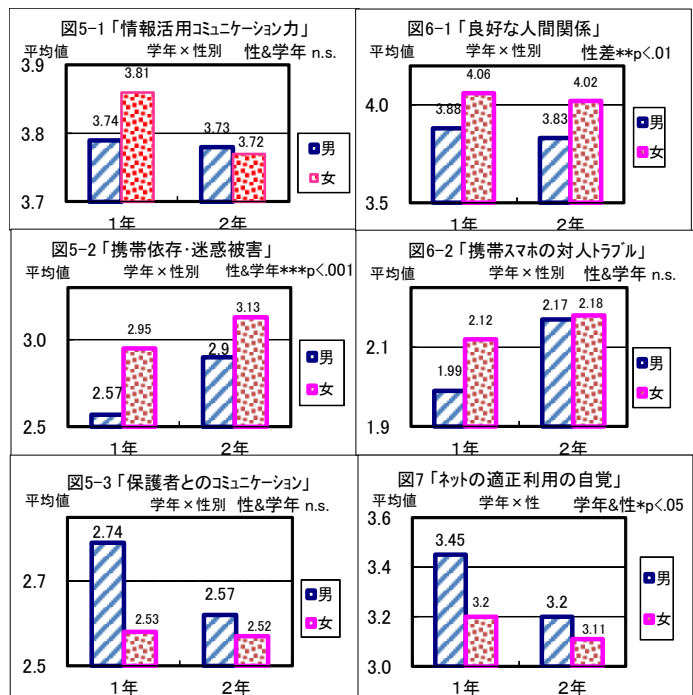 図5-1「情報活用コミュニケーション力」
平均値 学年×性別 性&学年 n.s.
3.9
3.8
3.7
3.74
3.81
3.73
3.72
男
女
1年 2年
図6-1「良好な人間関係」
平均値 学年×性別 性差**p<.01
4.0
3.5
3.88
4.06
3.83
4.02
男
女
1年 2年
図5-2「携帯依存・迷惑被害」
平均値 学年×性別 性&学年***p<.001
3.0
2.5
2.57
2.95
2.9
3.13
男
女
1年 2年
図6-2「携帯スマホの対人トラブル」
平均値 学年×性別 性&学年 n.s.
2.1
1.9
1.99
2.12
2.17
2.18
男
女
1年 2年
図5-3「保護者とのコミュニケーション」
平均値 学年×性別 性&学年 n.s.
2.7
2.5
2.74
2.53
2.57
2.52
男
女
1年 2年
図7「ネットの適正利用の自覚」
平均値 学年×性 学年&性*p<.05
3.6
3.4
3.2
3.0
3.45
3.2
3.2
3.11
男
女
1年 2年